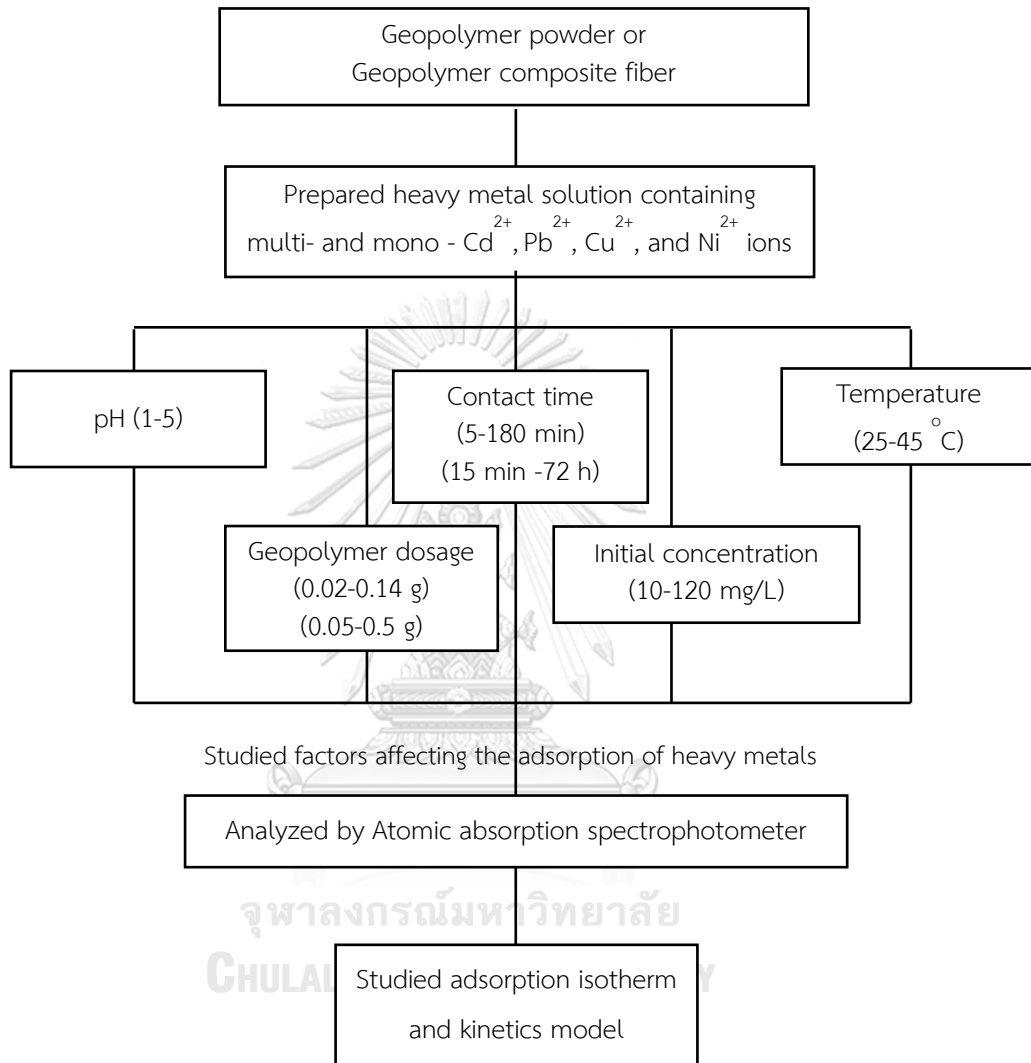 Geopolymer powder or
Geopolymer composite fiber
Prepared heavy metal solution containing
multi- and mono - Cd²⁺, Pb²⁺, Cu²⁺, and Ni²⁺ ions
pH (1-5)
Contact time
(5-180 min)
(15 min -72 h)
Temperature
(25-45 °C)
Geopolymer dosage
(0.02-0.14 g)
(0.05-0.5 g)
Initial concentration
(10-120 mg/L)
Studied factors affecting the adsorption of heavy metals
Analyzed by Atomic absorption spectrophotometer
จุฬาลงกรณ์มหาวิทยาลัย
Studied adsorption isotherm
and kinetics model